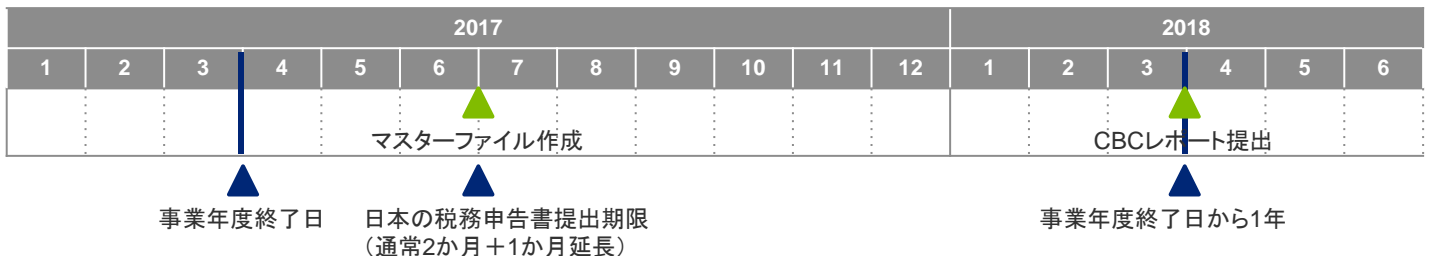 2017 2018
1 2 3 4 5 6 7 8 9 10 11 12 1 2 3 4 5 6
マスターファイル作成 CBCレポート提出
事業年度終了日 日本の税務申告書提出期限 事業年度終了日から1年
（通常2か月＋1か月延長）